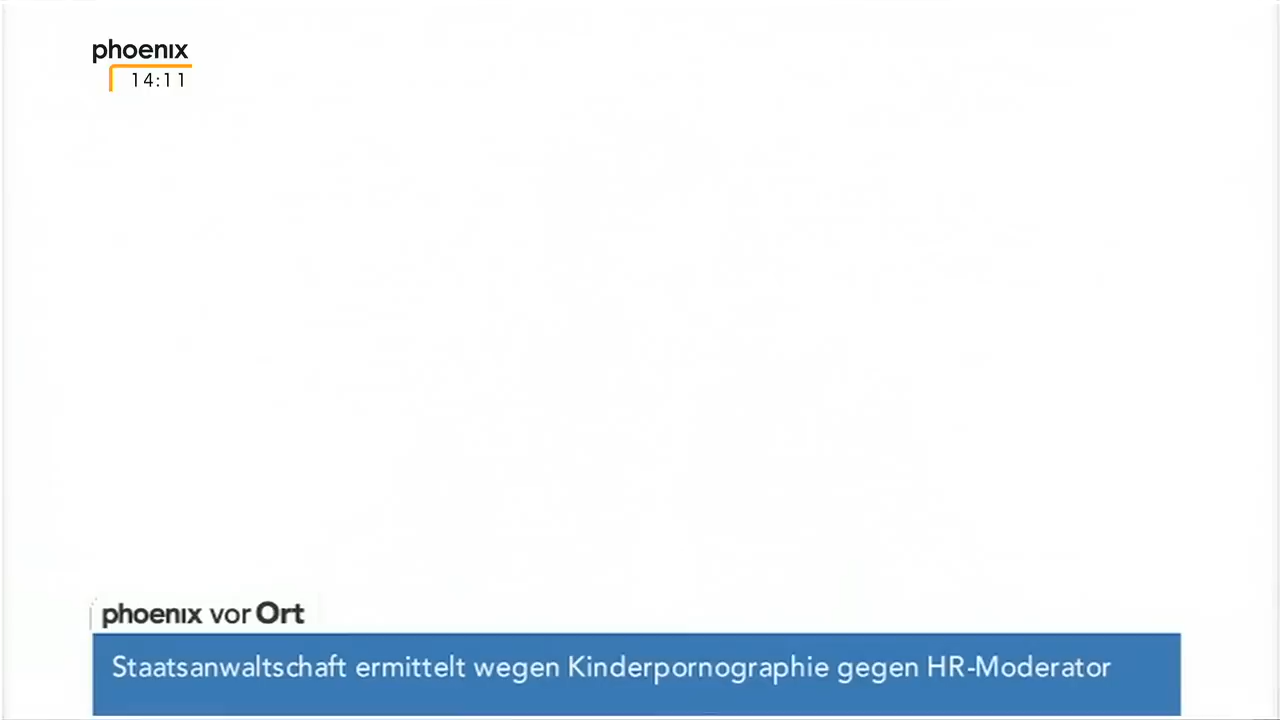 phoenix
14:11
phoenix vor Ort
Staatsanwaltschaft ermittelt wegen Kinderpornographie gegen HR-Moderator